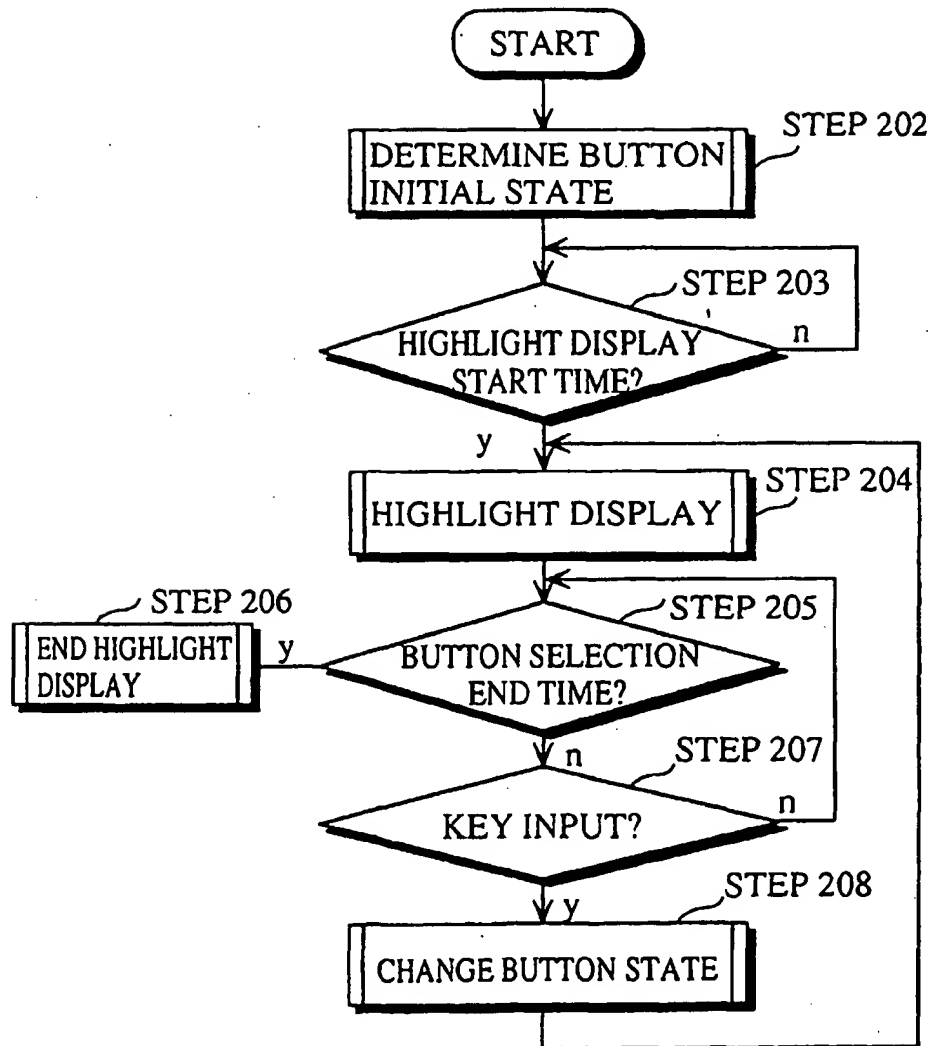 START
STEP 202
DETERMINE BUTTON
INITIAL STATE
STEP 203
HIGHLIGHT DISPLAY
START TIME?
n
y
STEP 204
HIGHLIGHT DISPLAY
STEP 205
BUTTON SELECTION
END TIME?
y
STEP 206
END HIGHLIGHT
DISPLAY
n
STEP 207
KEY INPUT?
n
y
STEP 208
CHANGE BUTTON STATE